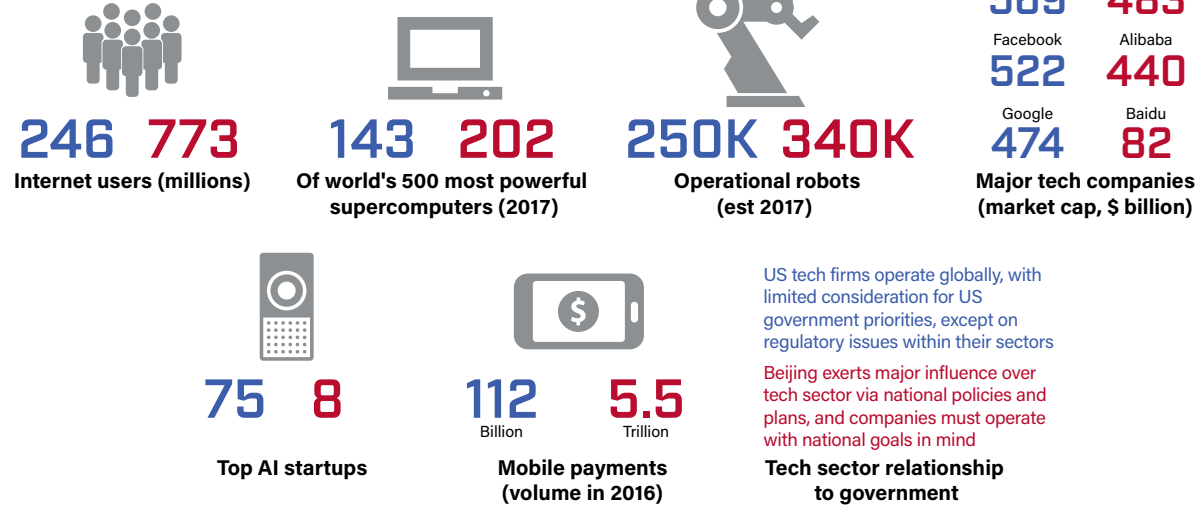 569 483
Facebook Alibaba
522 440
Google Baidu
474 82
246 773
Internet users (millions)
143 202
Of world's 500 most powerful
supercomputers (2017)
250K 340K
Operational robots
(est 2017)
Major tech companies
(market cap, $ billion)
$
75 8
Top AI startups
112 5.5
Billion Trillion
Mobile payments
(volume in 2016)
US tech firms operate globally, with
limited consideration for US
government priorities, except on
regulatory issues within their sectors
Beijing exerts major influence over
tech sector via national policies and
plans, and companies must operate
with national goals in mind
Tech sector relationship
to government